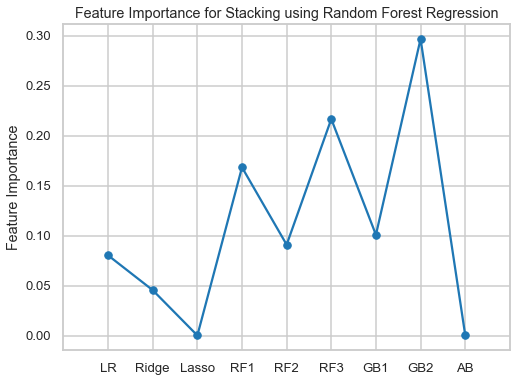 Feature Importance for Stacking using Random Forest Regression
Feature Importance
0.30
0.25
0.20
0.15
0.10
0.05
0.00
LR Ridge Lasso RF1 RF2 RF3 GB1 GB2 AB